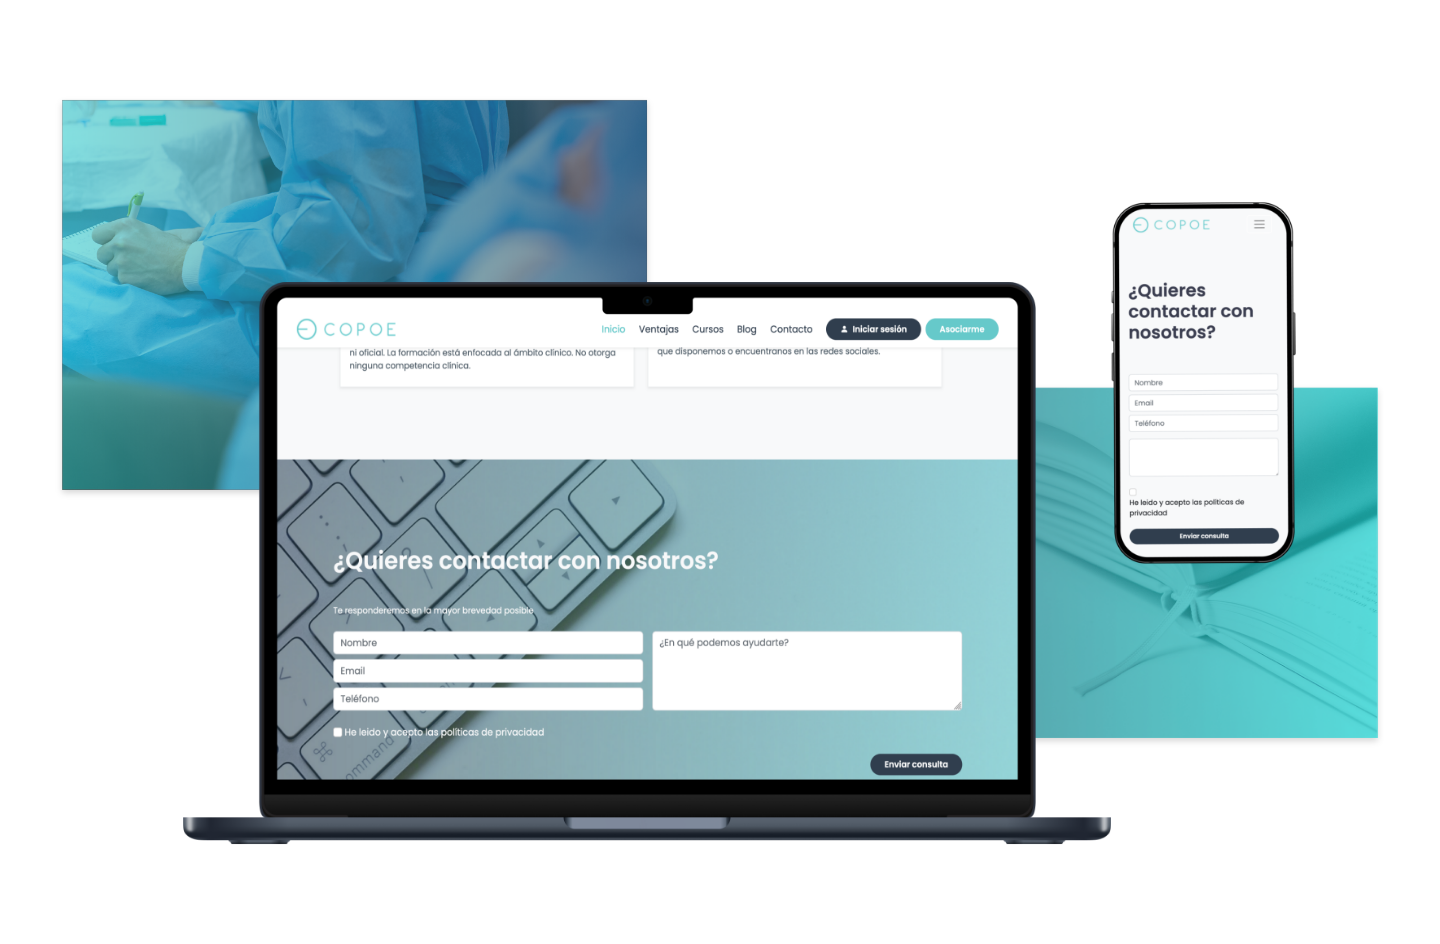 COPOE
Inicio Ventajas Cursos Blog Contacto Iniciar sesión Asociarme
ni oficial. La formación está enfocada al ámbito clínico. No otorga
ninguna competencia clínica.
que disponemos o encuentranos en las redes sociales.
¿Quieres contactar con nosotros?
Te responderemos en la mayor brevedad posible
Nombre
Email
Teléfono
¿En qué podemos ayudarte?
He leido y acepto las políticas de privacidad
Enviar consulta
command
COPOE
¿Quieres
contactar con
nosotros?
Nombre
Email
Teléfono
He leido y acepto las políticas de
privacidad
Enviar consulta